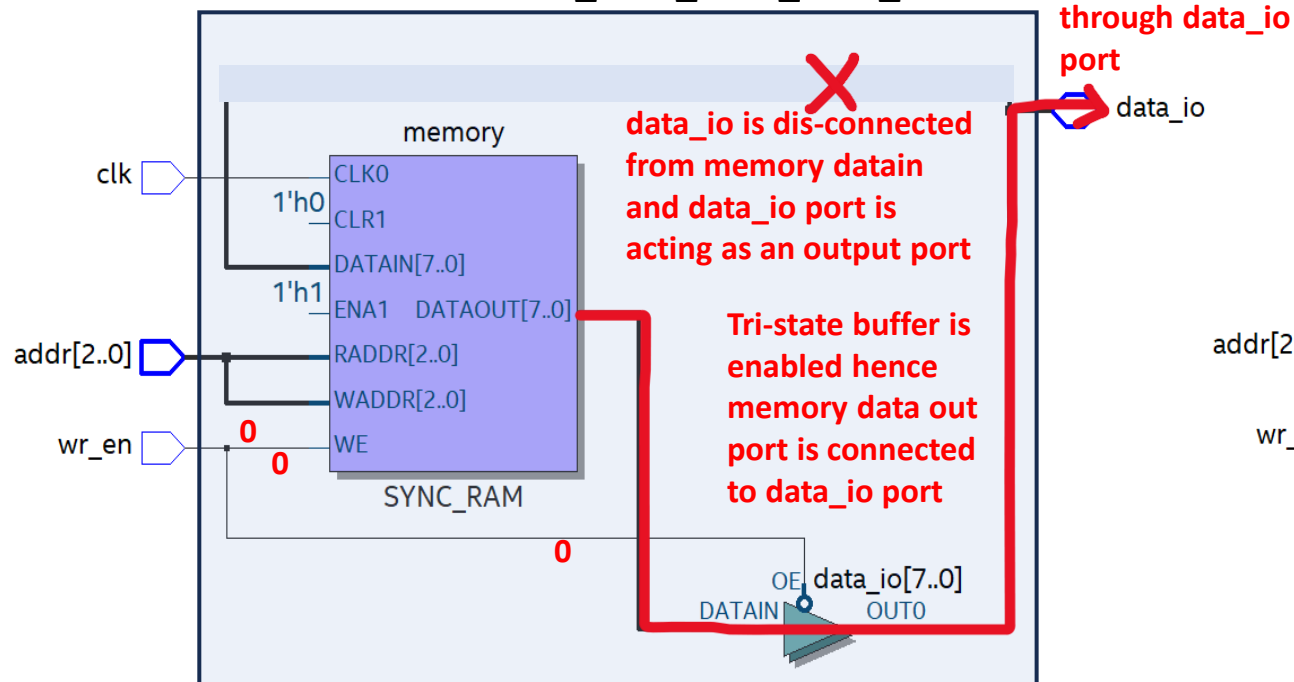 through data_io
port
data_io
memory
data_io is dis-connected
from memory datain
and data_io port is
acting as an output port
clk
CLK0
1'h0
CLR1
DATAIN[7..0]
1'h1
ENA1 DATAOUT[7..0]
Tri-state buffer is
enabled hence
memory data out
port is connected
to data_io port
addr[2..0]
RADDR[2..0]
WADDR[2..0]
addr[2
wr_en
0
0
WE
wr_
SYNC_RAM
0
OE data_io[7..0]
DATAIN OUT0